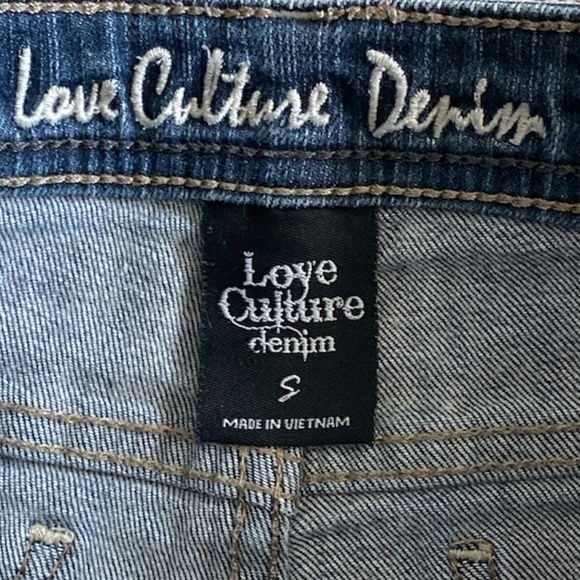 Love Culture Denim
Love
Culture
denim
S
MADE IN VIETNAM